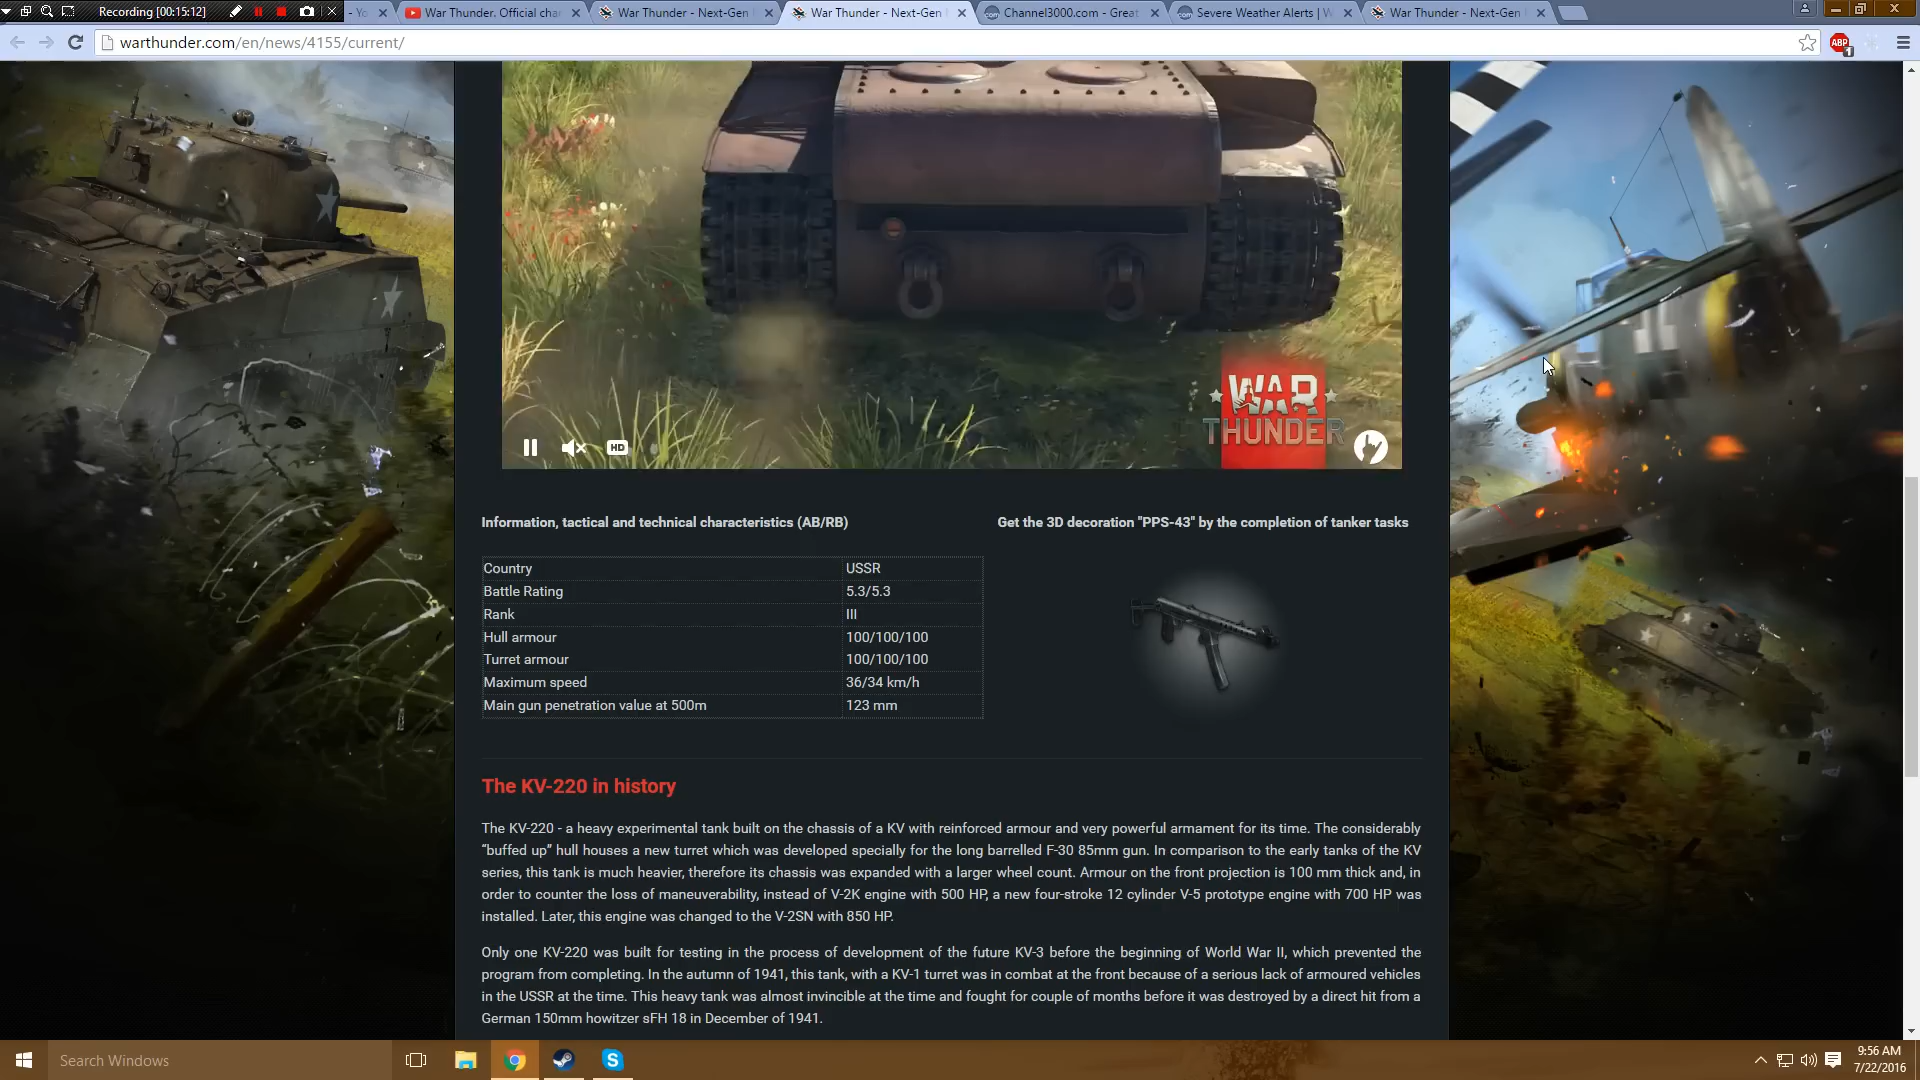 Recording [00:15:12]
- Yo
War Thunder. Official cha
War Thunder - Next-Gen
War Thunder - Next-Gen
Channel3000.com - Great
Severe Weather Alerts | W
War Thunder - Next-Gen
warthunder.com/en/news/4155/current/
ABP
1
HD
WAR
THUNDER
Information, tactical and technical characteristics (AB/RB)
Get the 3D decoration "PPS-43" by the completion of tanker tasks
Country USSR
Battle Rating 5.3/5.3
Rank III
Hull armour 100/100/100
Turret armour 100/100/100
Maximum speed 36/34 km/h
Main gun penetration value at 500m 123 mm
The KV-220 in history
The KV-220 - a heavy experimental tank built on the chassis of a KV with reinforced armour and very powerful armament for its time. The considerably
“buffed up” hull houses a new turret which was developed specially for the long barrelled F-30 85mm gun. In comparison to the early tanks of the KV
series, this tank is much heavier, therefore its chassis was expanded with a larger wheel count. Armour on the front projection is 100 mm thick and, in
order to counter the loss of maneuverability, instead of V-2K engine with 500 HP, a new four-stroke 12 cylinder V-5 prototype engine with 700 HP was
installed. Later, this engine was changed to the V-2SN with 850 HP.
Only one KV-220 was built for testing in the process of development of the future KV-3 before the beginning of World War II, which prevented the
program from completing. In the autumn of 1941, this tank, with a KV-1 turret was in combat at the front because of a serious lack of armoured vehicles
in the USSR at the time. This heavy tank was almost invincible at the time and fought for couple of months before it was destroyed by a direct hit from a
German 150mm howitzer sFH 18 in December of 1941.
Search Windows
9:56 AM
7/22/2016